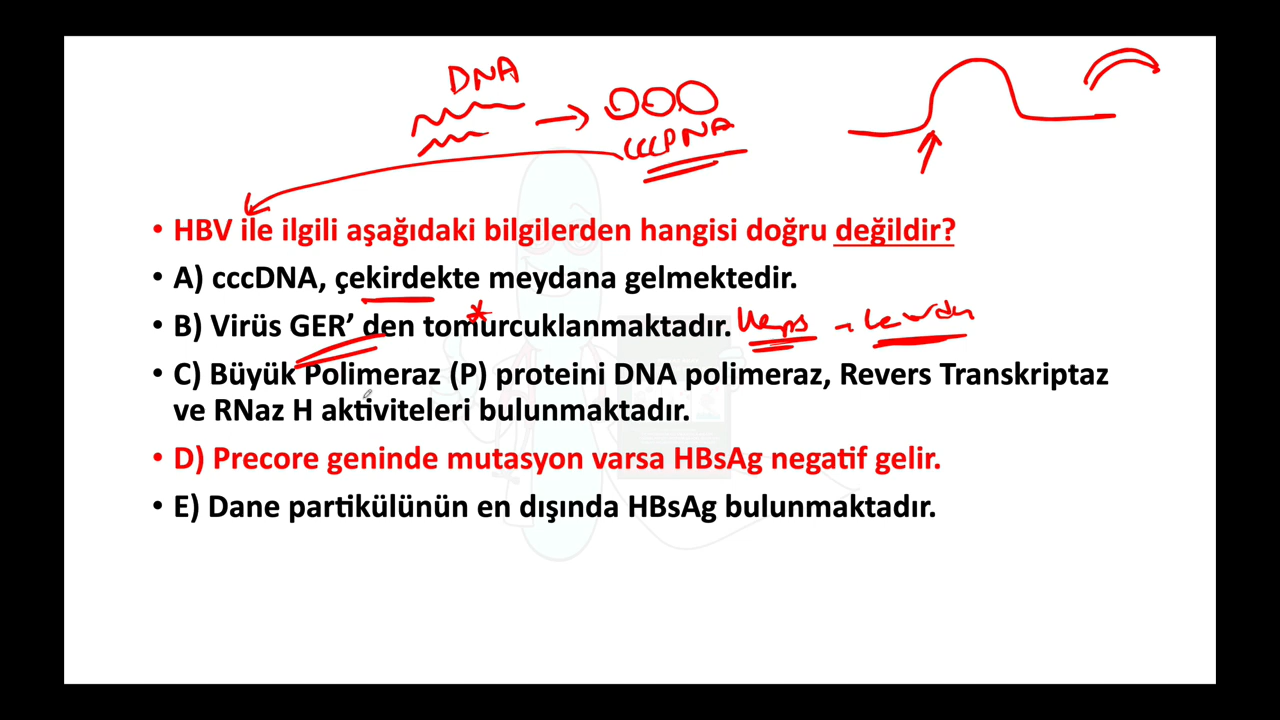 DNA
cccDNA
• HBV ile ilgili aşağıdaki bilgilerden hangisi doğru değildir?
• A) cccDNA, çekirdekte meydana gelmektedir.
• B) Virüs GER’ den tomurcuklanmaktadır.
• C) Büyük Polimeraz (P) proteini DNA polimeraz, Revers Transkriptaz
ve RNaz H aktiviteleri bulunmaktadır.
• D) Precore geninde mutasyon varsa HBsAg negatif gelir.
• E) Dane partikülünün en dışında HBsAg bulunmaktadır.